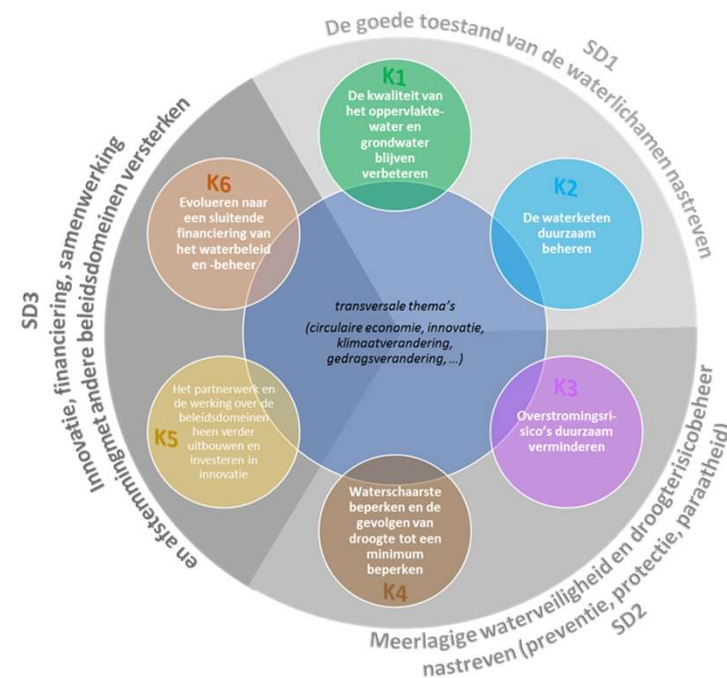 De goede toestand van de waterlichamen nastreven
SD1
K1
De kwaliteit van
het oppervlakte-
water en
grondwater
blijven
verbeteren
K2
De waterketen
duurzaam
beheren
K3
Overstromingsri-
sico's duurzaam
verminderen
Meerlagige waterveiligheid en droogterisicobeheer
nastreven (preventie, protectie, paraatheid)
SD2
Waterschaarste
beperken en de
gevolgen van
droogte tot een
minimum
beperken
K4
Het partnerwerk en
de werking over de
beleidsdomeinen
heen verder
uitbouwen en
investeren in
innovatie
K5
K6
Evolueren naar
een sluitende
financiering van
het waterbeleid
en -beheer
SD3
Innovatie, financiering, samenwerking
en afstemmingmet andere beleidsdomeinen versterken
transversale thema's
(circulaire economie, innovatie,
klimaatverandering,
gedragsverandering, ...)